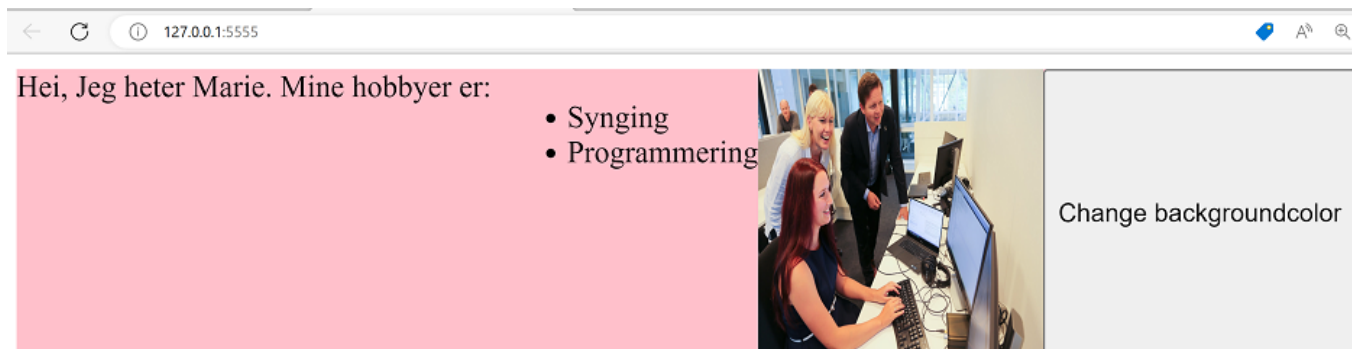 127.0.0.1:5555
Hei, Jeg heter Marie. Mine hobbyer er:
• Synging
• Programmering
Change backgroundcolor